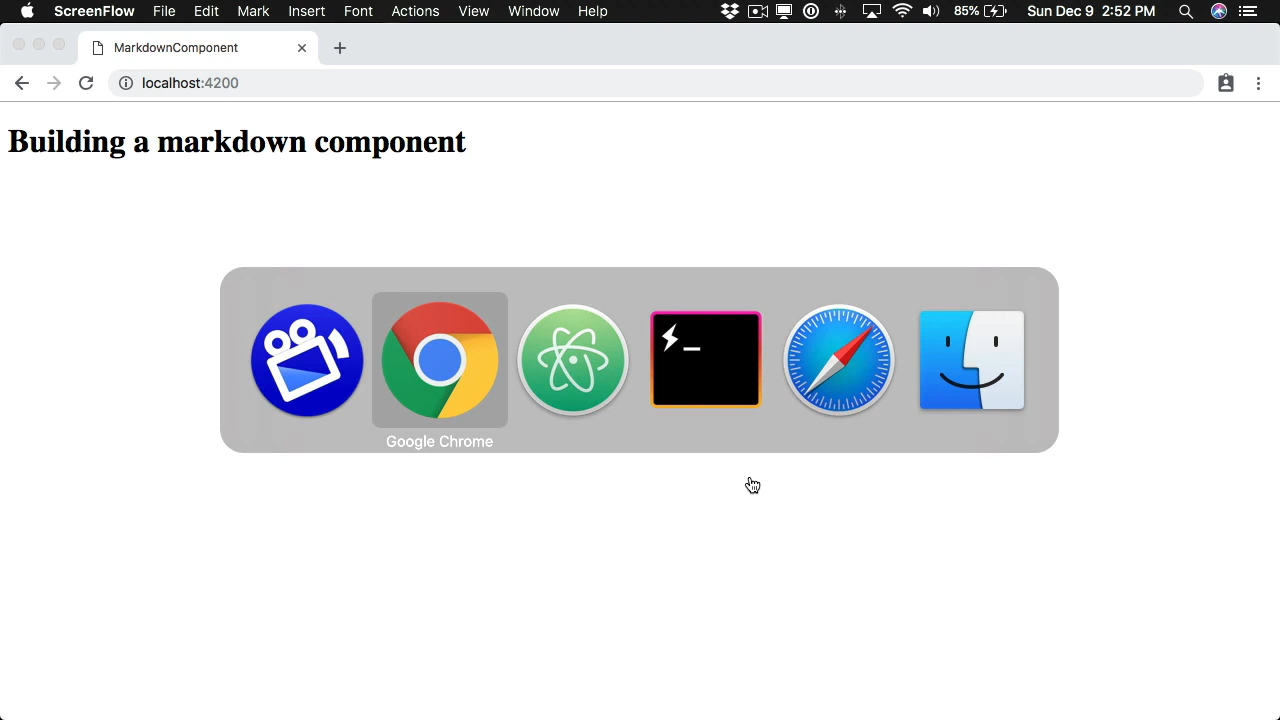 ScreenFlow File Edit Mark Insert Font Actions View Window Help 85% Sun Dec 9 2:52 PM
MarkdownComponent
localhost:4200
Building a markdown component
Google Chrome